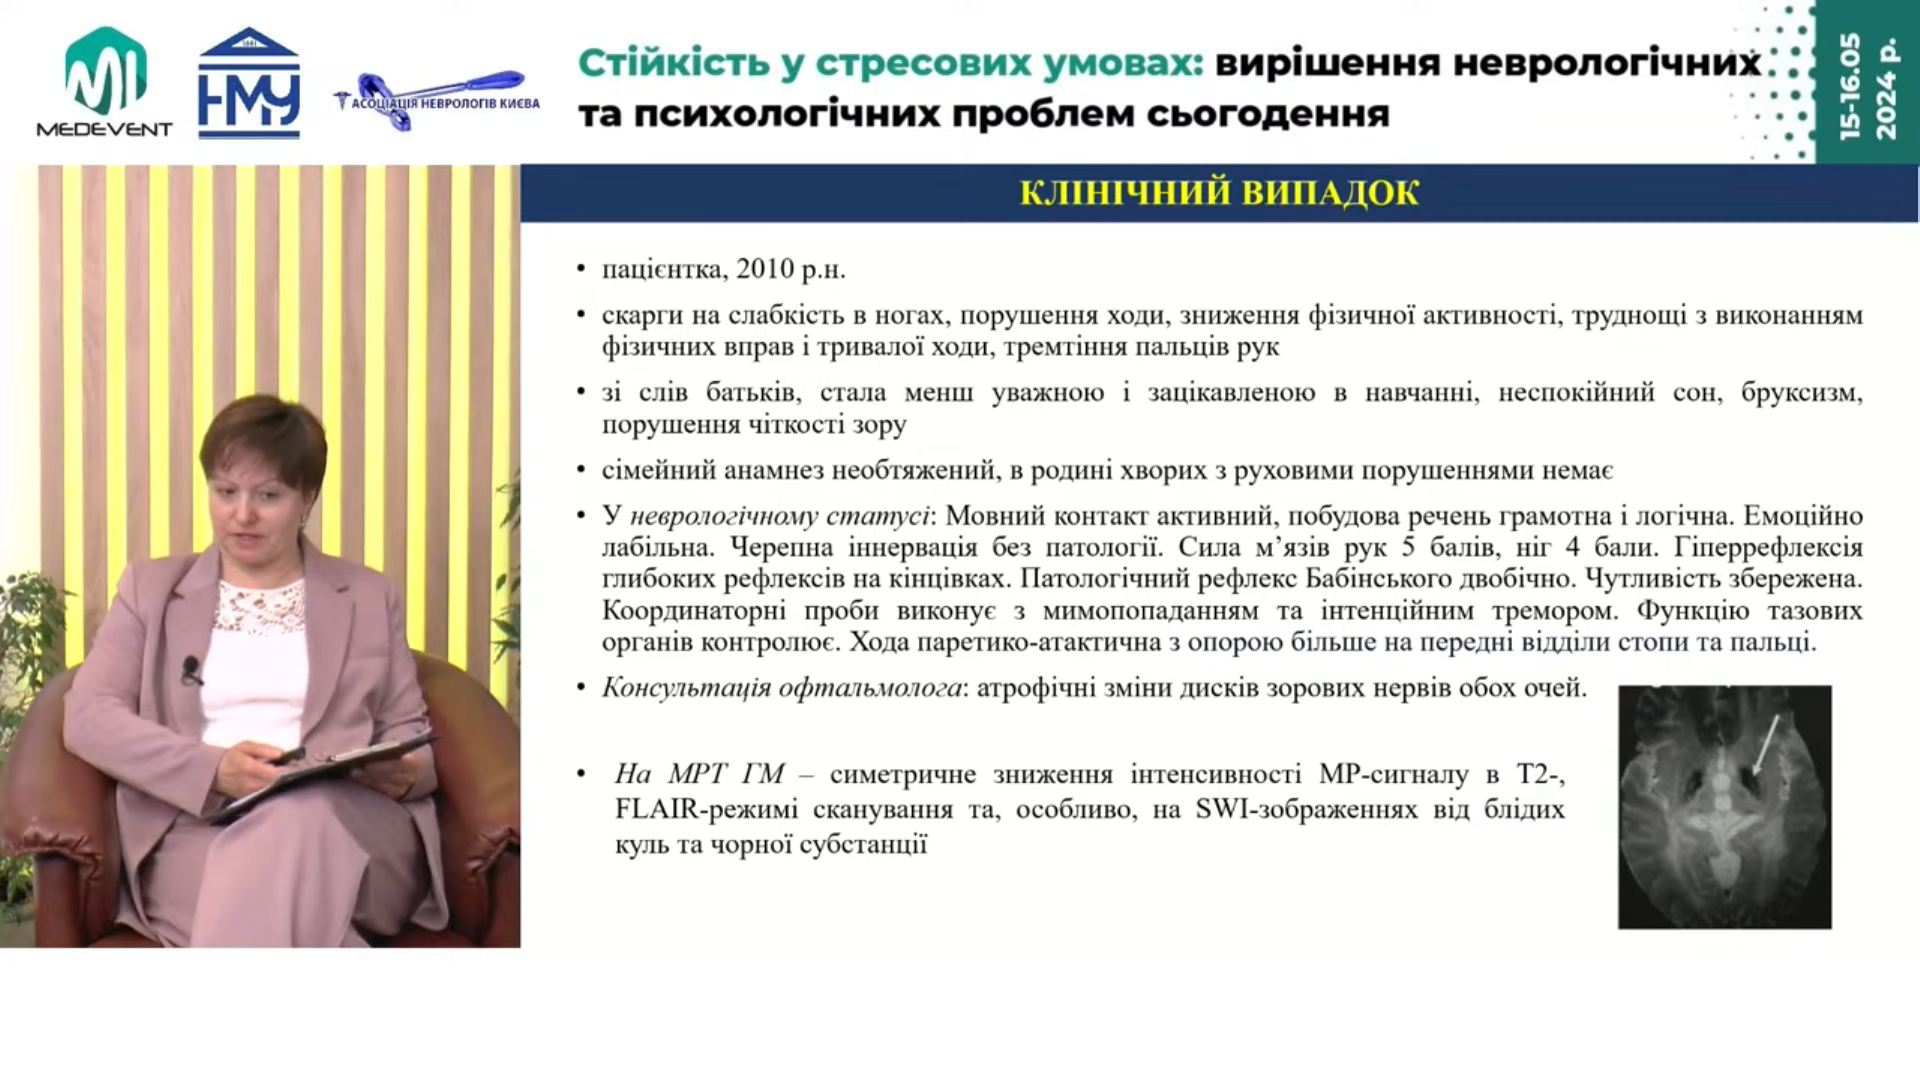 MEDEVENT
1841
НМУ
АСОЦІАЦІЯ НЕВРОЛОГІВ КИЄВА
Стійкість у стресових умовах: вирішення неврологічних
та психологічних проблем сьогодення
15-16.05
2024 р.
КЛІНІЧНИЙ ВИПАДОК
• пацієнтка, 2010 р.н.
• скарги на слабкість в ногах, порушення ходи, зниження фізичної активності, труднощі з виконанням
фізичних вправ і тривалої ходи, тремтіння пальців рук
• зі слів батьків, стала менш уважною і зацікавленою в навчанні, неспокійний сон, бруксизм,
порушення чіткості зору
• сімейний анамнез необтяжений, в родині хворих з руховими порушеннями немає
• У неврологічному статусі: Мовний контакт активний, побудова речень грамотна і логічна. Емоційно
лабільна. Черепна іннервація без патології. Сила м’язів рук 5 балів, ніг 4 бали. Гіперрефлексія
глибоких рефлексів на кінцівках. Патологічний рефлекс Бабінського двобічно. Чутливість збережена.
Координаторні проби виконує з мимопопаданням та інтенційним тремором. Функцію тазових
органів контролює. Хода паретико-атактична з опорою більше на передні відділи стопи та пальці.
• Консультація офтальмолога: атрофічні зміни дисків зорових нервів обох очей.
• На МРТ ГМ – симетричне зниження інтенсивності МР-сигналу в Т2-,
FLAIR-режимі сканування та, особливо, на SWI-зображеннях від блідих
куль та чорної субстанції